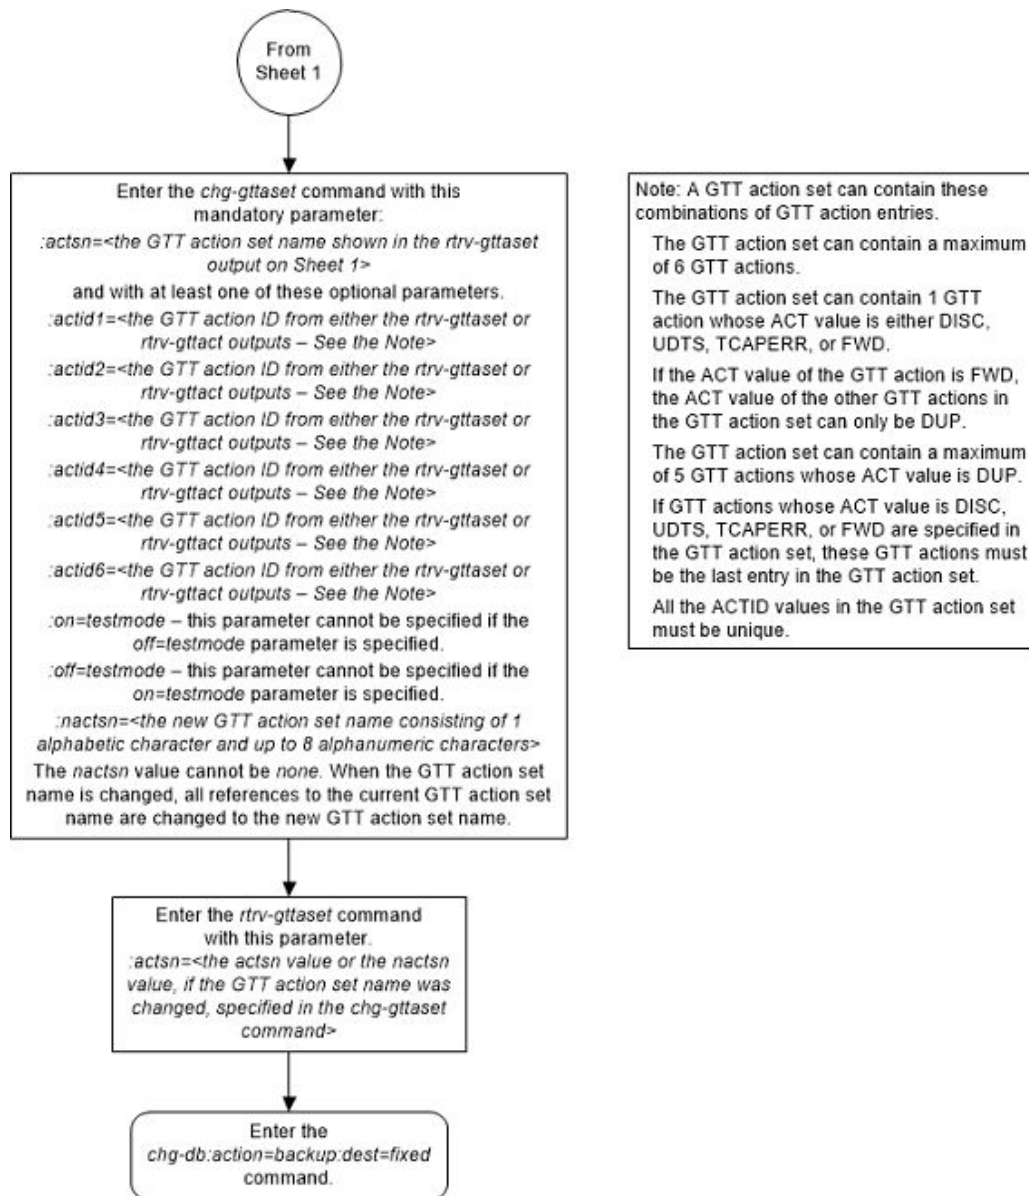 From
Sheet 1
Enter the chg-gttaset command with this
mandatory parameter:
:actsn=<the GTT action set name shown in the rtrv-gttaset
output on Sheet 1>
and with at least one of these optional parameters.
:actid1=<the GTT action ID from either the rtrv-gttaset or
rtrv-gttact outputs – See the Note>
:actid2=<the GTT action ID from either the rtrv-gttaset or
rtrv-gttact outputs – See the Note>
:actid3=<the GTT action ID from either the rtrv-gttaset or
rtrv-gttact outputs – See the Note>
:actid4=<the GTT action ID from either the rtrv-gttaset or
rtrv-gttact outputs – See the Note>
:actid5=<the GTT action ID from either the rtrv-gttaset or
rtrv-gttact outputs – See the Note>
:actid6=<the GTT action ID from either the rtrv-gttaset or
rtrv-gttact outputs – See the Note>
:on=testmode – this parameter cannot be specified if the
off=testmode parameter is specified.
:off=testmode – this parameter cannot be specified if the
on=testmode parameter is specified.
:nactsn=<the new GTT action set name consisting of 1
alphabetic character and up to 8 alphanumeric characters>
The nactsn value cannot be none. When the GTT action set
name is changed, all references to the current GTT action set
name are changed to the new GTT action set name.
Note: A GTT action set can contain these
combinations of GTT action entries.
The GTT action set can contain a maximum
of 6 GTT actions.
The GTT action set can contain 1 GTT
action whose ACT value is either DISC,
UDTS, TCAPERR, or FWD.
If the ACT value of the GTT action is FWD,
the ACT value of the other GTT actions in
the GTT action set can only be DUP.
The GTT action set can contain a maximum
of 5 GTT actions whose ACT value is DUP.
If GTT actions whose ACT value is DISC,
UDTS, TCAPERR, or FWD are specified in
the GTT action set, these GTT actions must
be the last entry in the GTT action set.
All the ACTID values in the GTT action set
must be unique.
Enter the rtrv-gttaset command
with this parameter.
:actsn=<the actsn value or the nactsn
value, if the GTT action set name was
changed, specified in the chg-gttaset
command>
Enter the
chg-db:action=backup:dest=fixed
command.